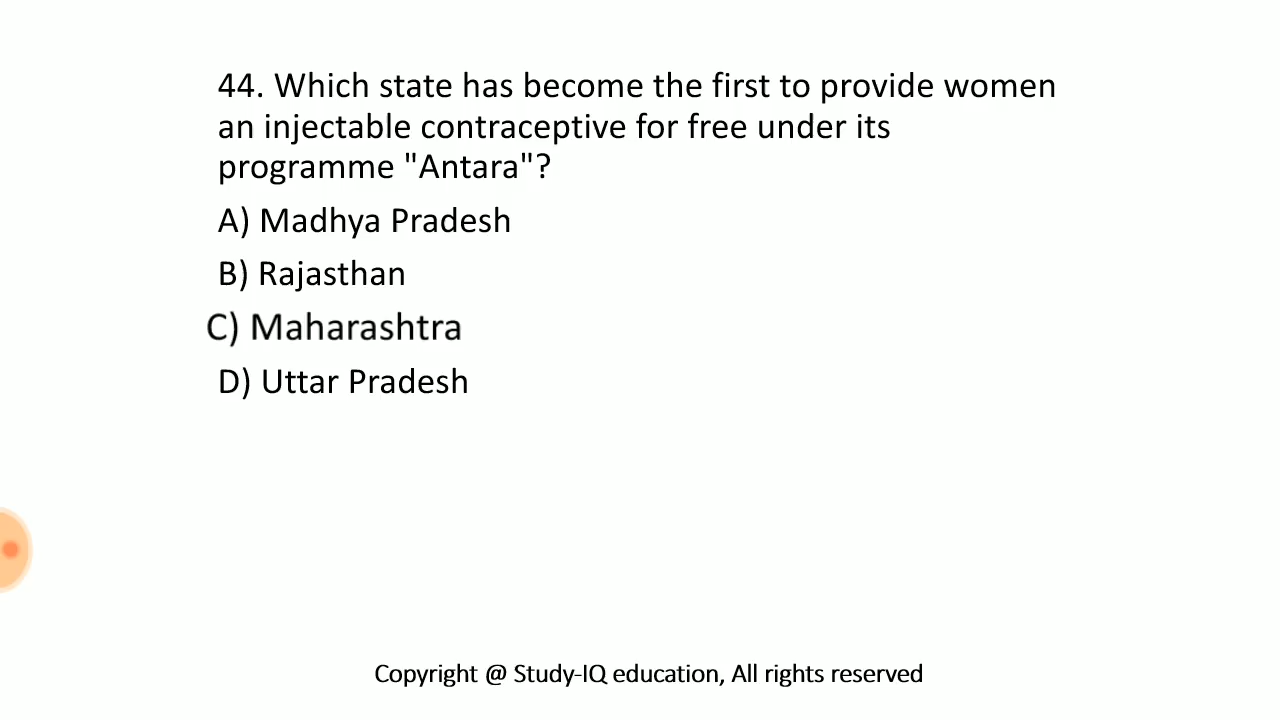 44. Which state has become the first to provide women
an injectable contraceptive for free under its
programme "Antara"?
A) Madhya Pradesh
B) Rajasthan
C) Maharashtra
D) Uttar Pradesh
Copyright @ Study-IQ education, All rights reserved